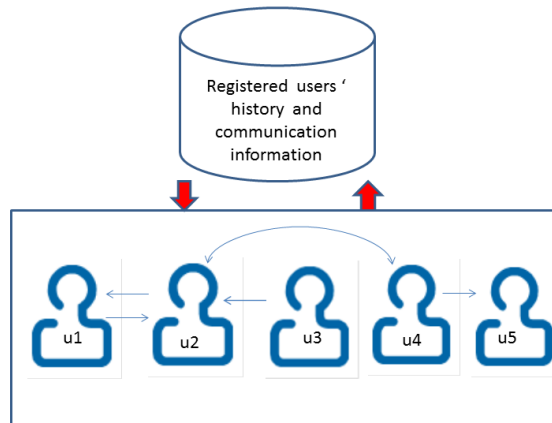 Registered users ‘
history and
communication
information
u1
u2
u3
u4
u5